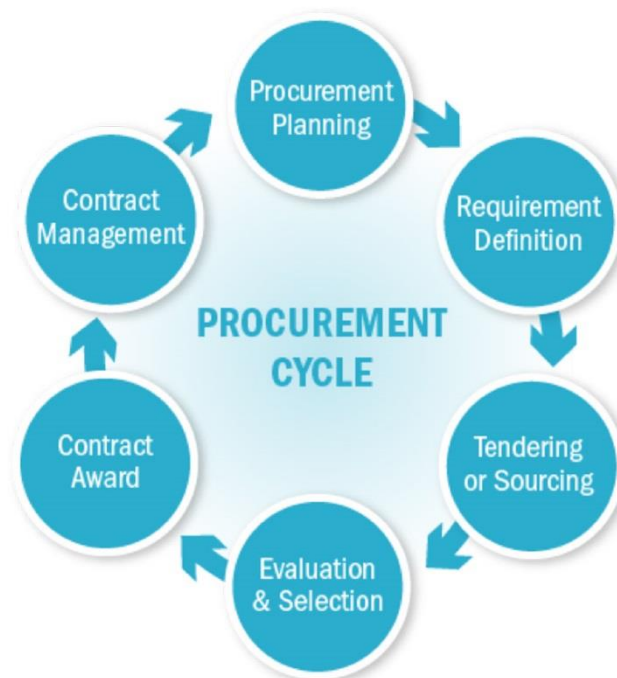 Procurement
Planning
Requirement
Definition
Tendering
or Sourcing
Evaluation
& Selection
Contract
Award
Contract
Management
PROCUREMENT
CYCLE